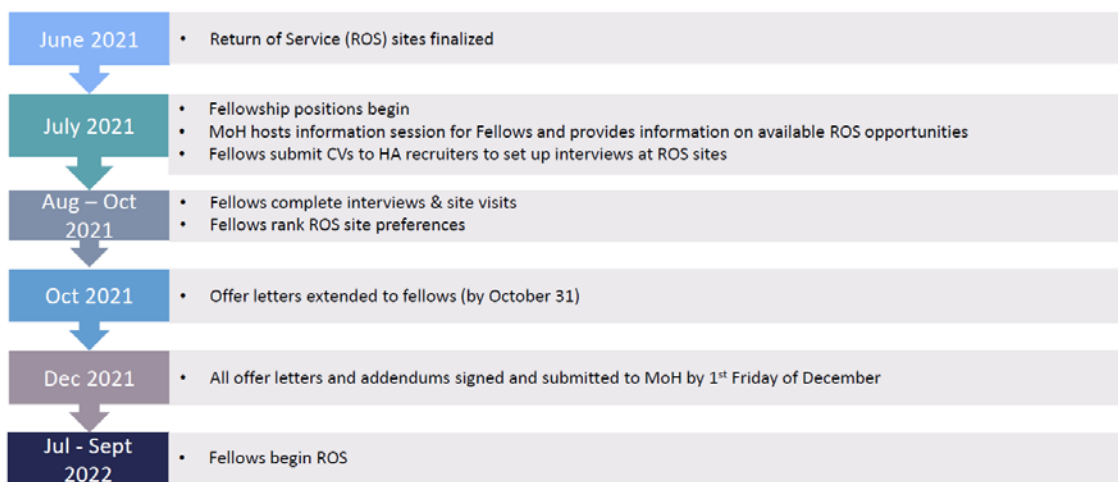 June 2021
• Return of Service (ROS) sites finalized
July 2021
• Fellowship positions begin
• MoH hosts information session for Fellows and provides information on available ROS opportunities
• Fellows submit CVs to HA recruiters to set up interviews at ROS sites
Aug – Oct
2021
• Fellows complete interviews & site visits
• Fellows rank ROS site preferences
Oct 2021
• Offer letters extended to fellows (by October 31)
Dec 2021
• All offer letters and addendums signed and submitted to MoH by 1st Friday of December
Jul - Sept
2022
• Fellows begin ROS